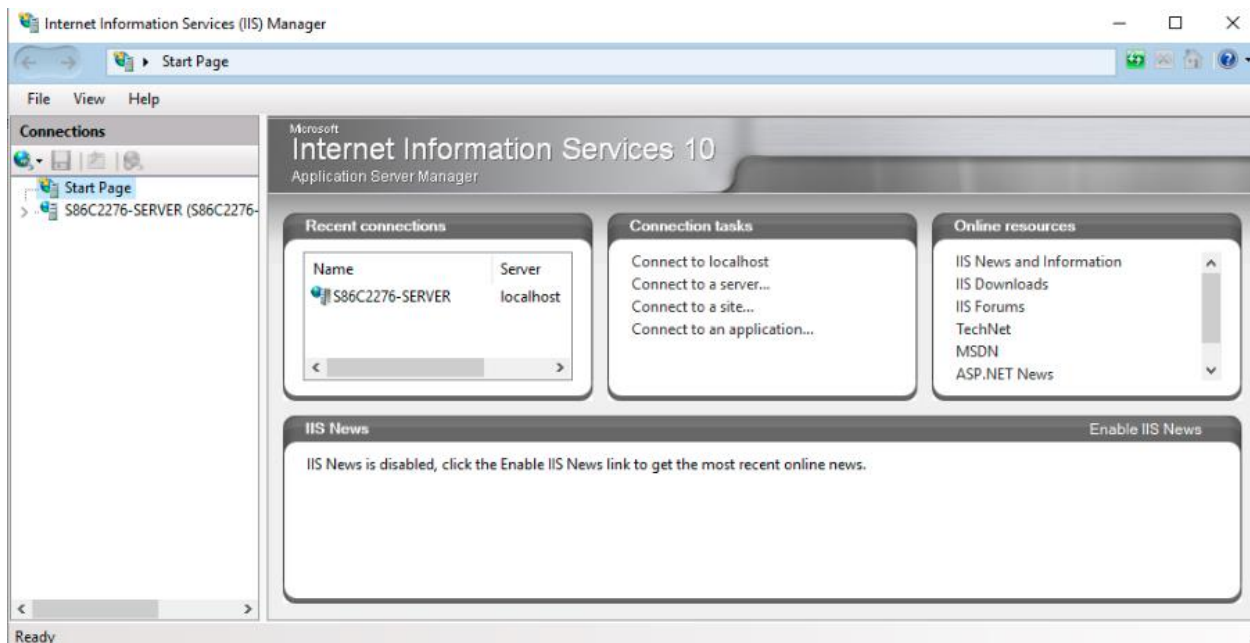 Internet Information Services (IIS) Manager
Start Page
File View Help
Connections
Start Page
S86C2276-SERVER (S86C2276-
Microsoft
Internet Information Services 10
Application Server Manager
Recent connections
Name Server
S86C2276-SERVER localhost
Connection tasks
Connect to localhost
Connect to a server...
Connect to a site...
Connect to an application...
Online resources
IIS News and Information
IIS Downloads
IIS Forums
TechNet
MSDN
ASP.NET News
IIS News Enable IIS News
IIS News is disabled, click the Enable IIS News link to get the most recent online news.
Ready